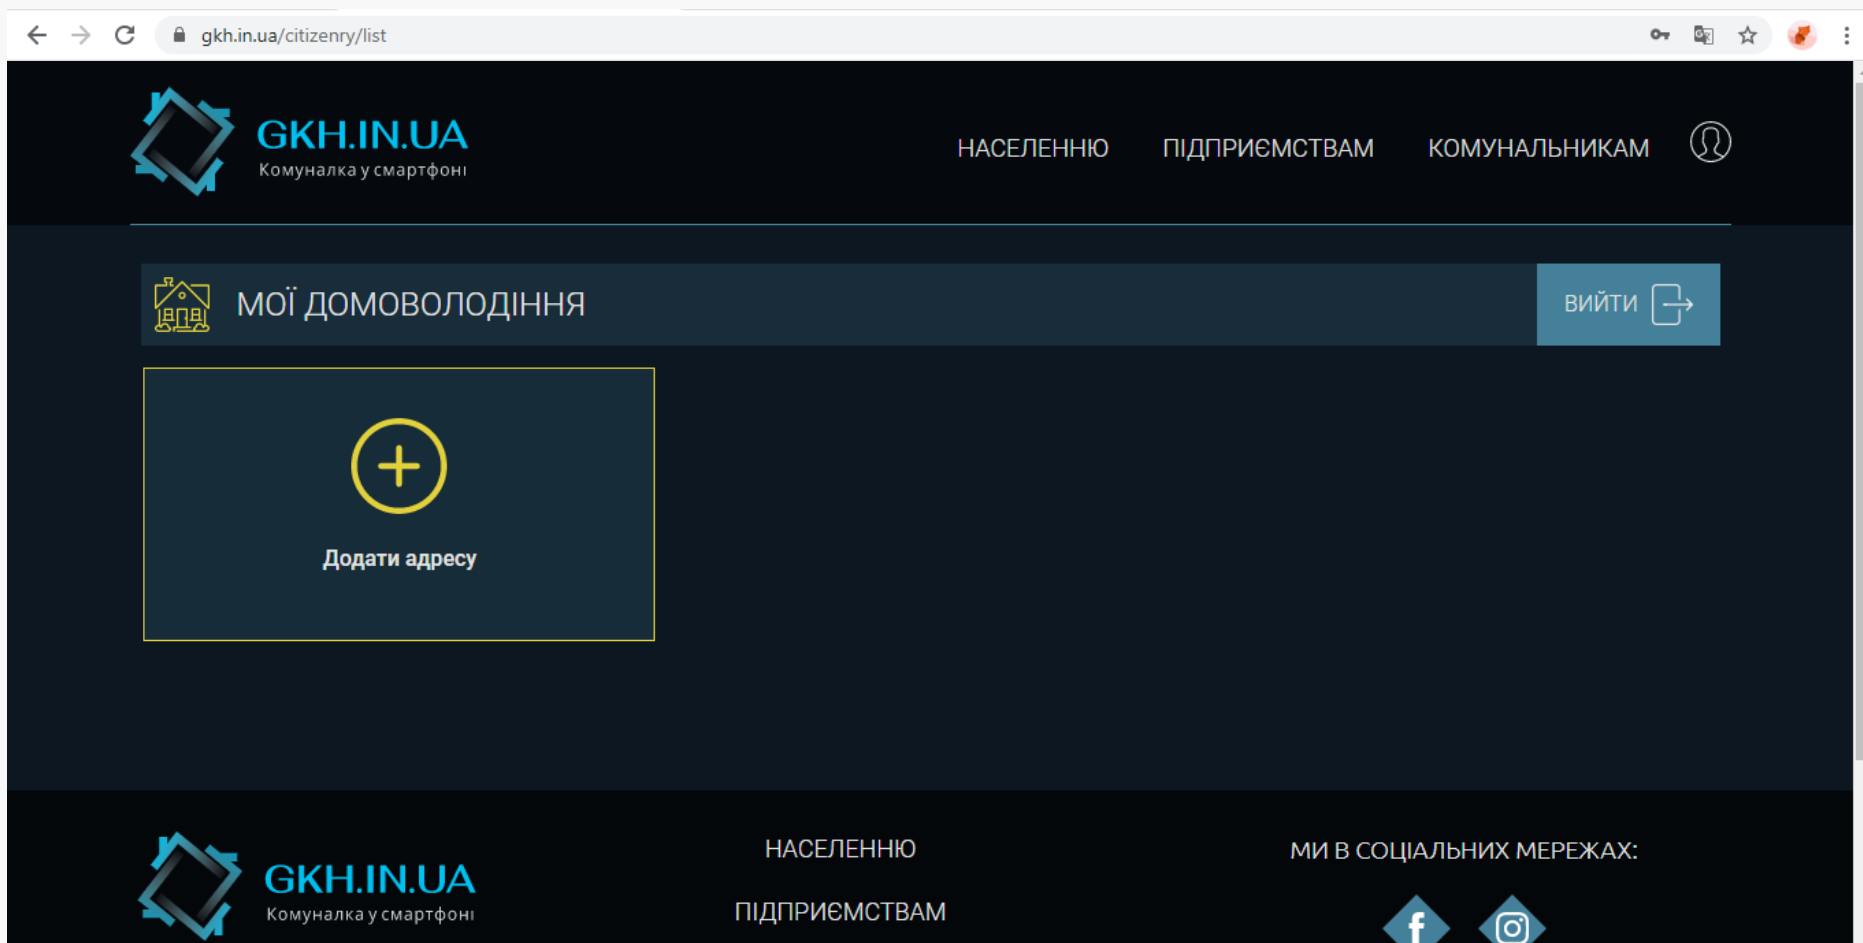 gkh.in.ua/citizenry/list
GKH.IN.UA
Комуналка у смартфоні
НАСЕЛЕННЮ ПІДПРИЄМСТВАМ КОМУНАЛЬНИКАМ
МОЇ ДОМОВОЛОДІННЯ
ВИЙТИ
Додати адресу
GKH.IN.UA
Комуналка у смартфоні
НАСЕЛЕННЮ
ПІДПРИЄМСТВАМ
МИ В СОЦІАЛЬНИХ МЕРЕЖАХ: